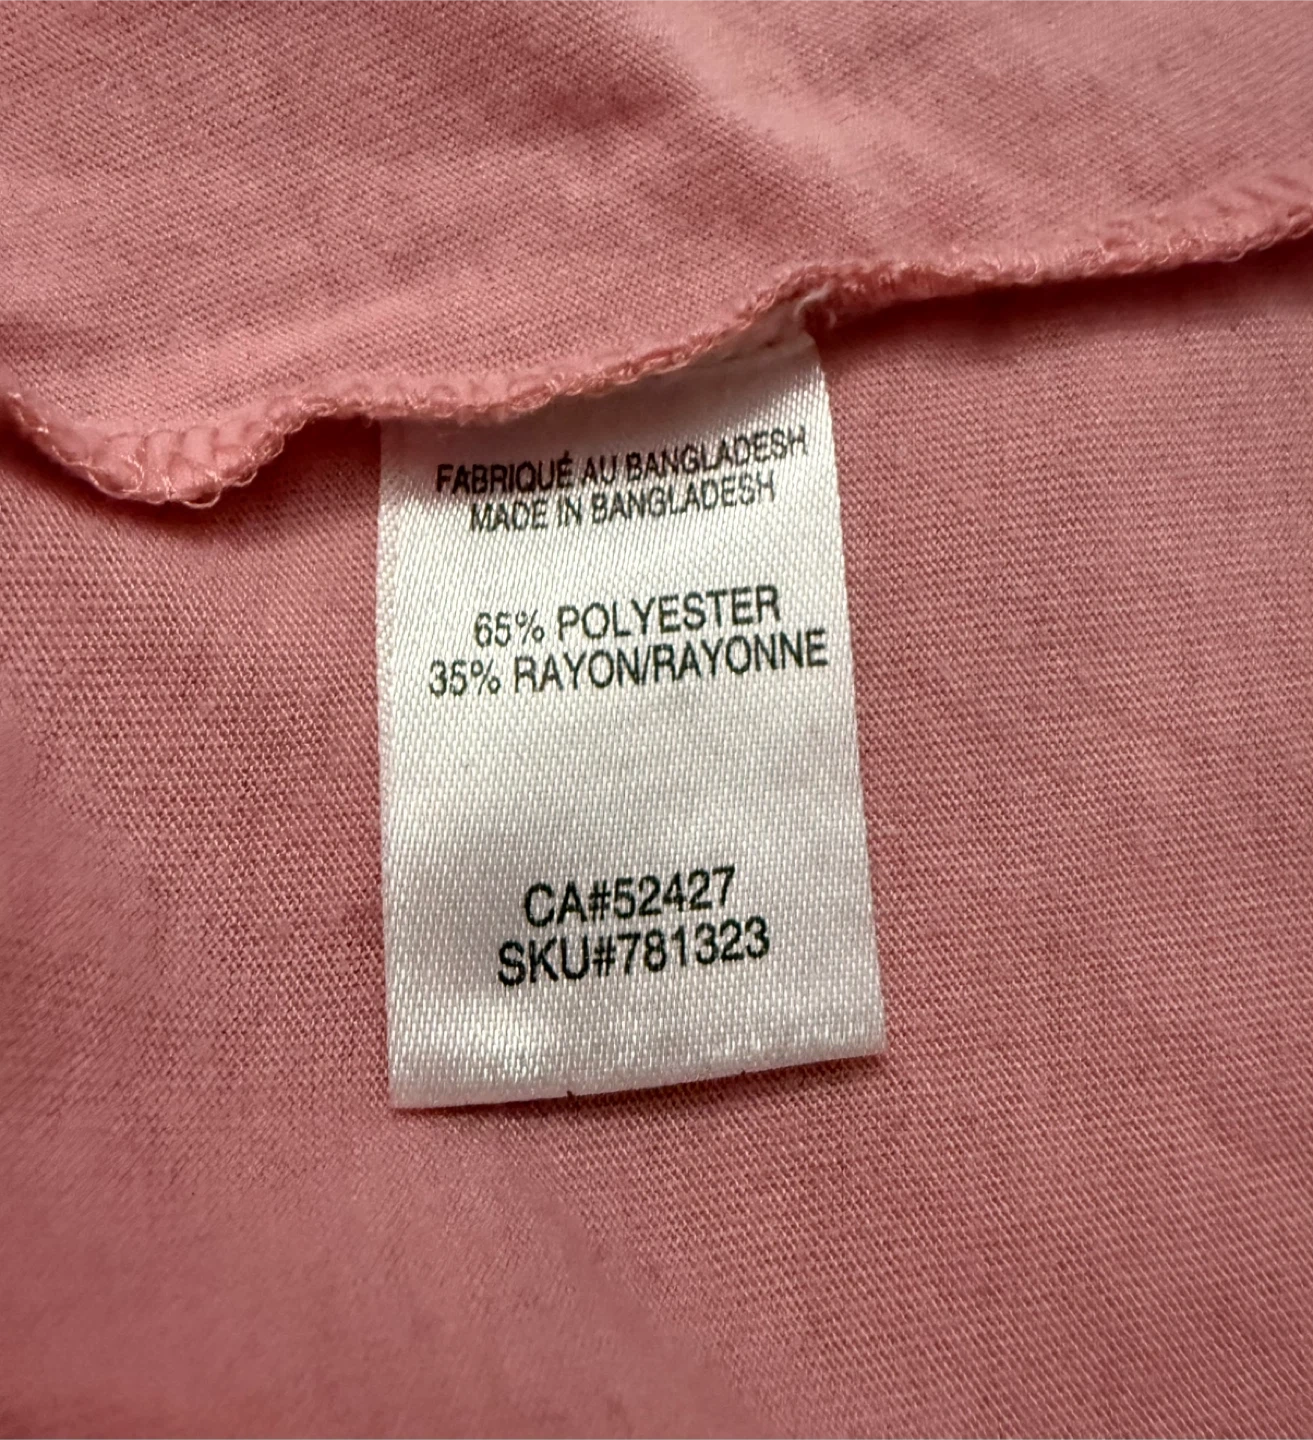 FABRIQUÉ AU BANGLADESH
MADE IN BANGLADESH
65% POLYESTER
35% RAYON/RAYONNE
CA#52427
SKU#781323